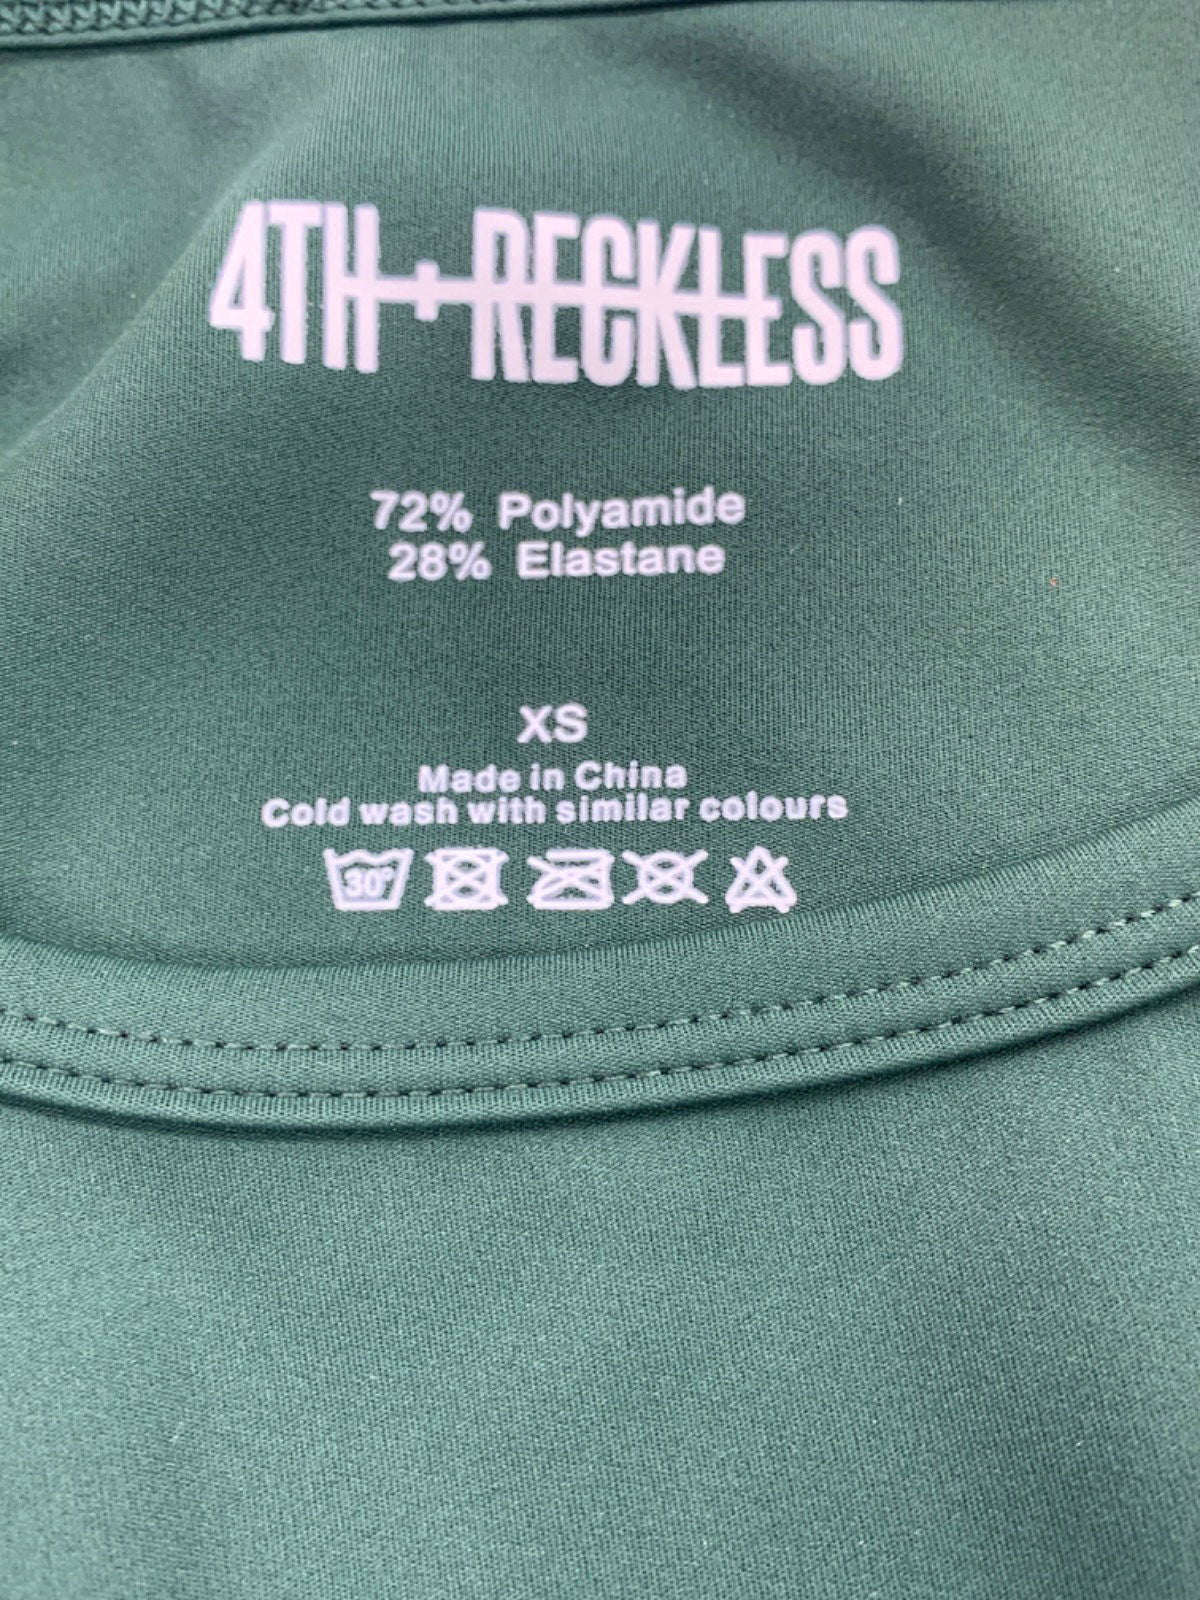 4TH+RECKLESS
72% Polyamide
28% Elastane
XS
Made in China
Cold wash with similar colours
30°